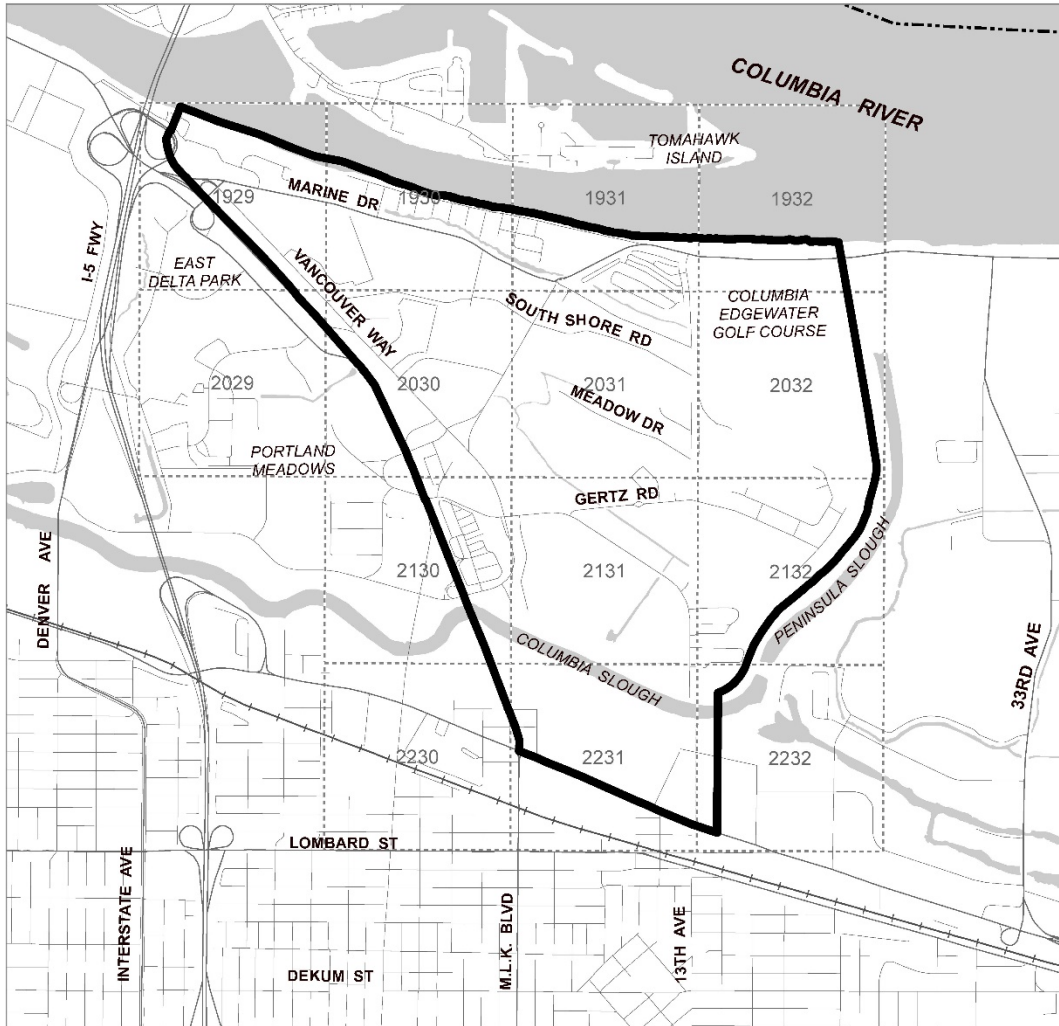 COLUMBIA RIVER
TOMAHAWK
ISLAND
MARINE DR
1929
1930
1931
1932
I-5 FWY
EAST
DELTA PARK
VANCOUVER WAY
SOUTH SHORE RD
COLUMBIA
EDGEWATER
GOLF COURSE
2029
2030
2031
2032
MEADOW DR
PORTLAND
MEADOWS
GERTZ RD
2130
2131
2132
PENINSULA SLOUGH
DENVER AVE
COLUMBIA SLOUGH
33RD AVE
2230
2231
2232
LOMBARD ST
INTERSTATE AVE
M.L.K. BLVD
13TH AVE
DEKUM ST